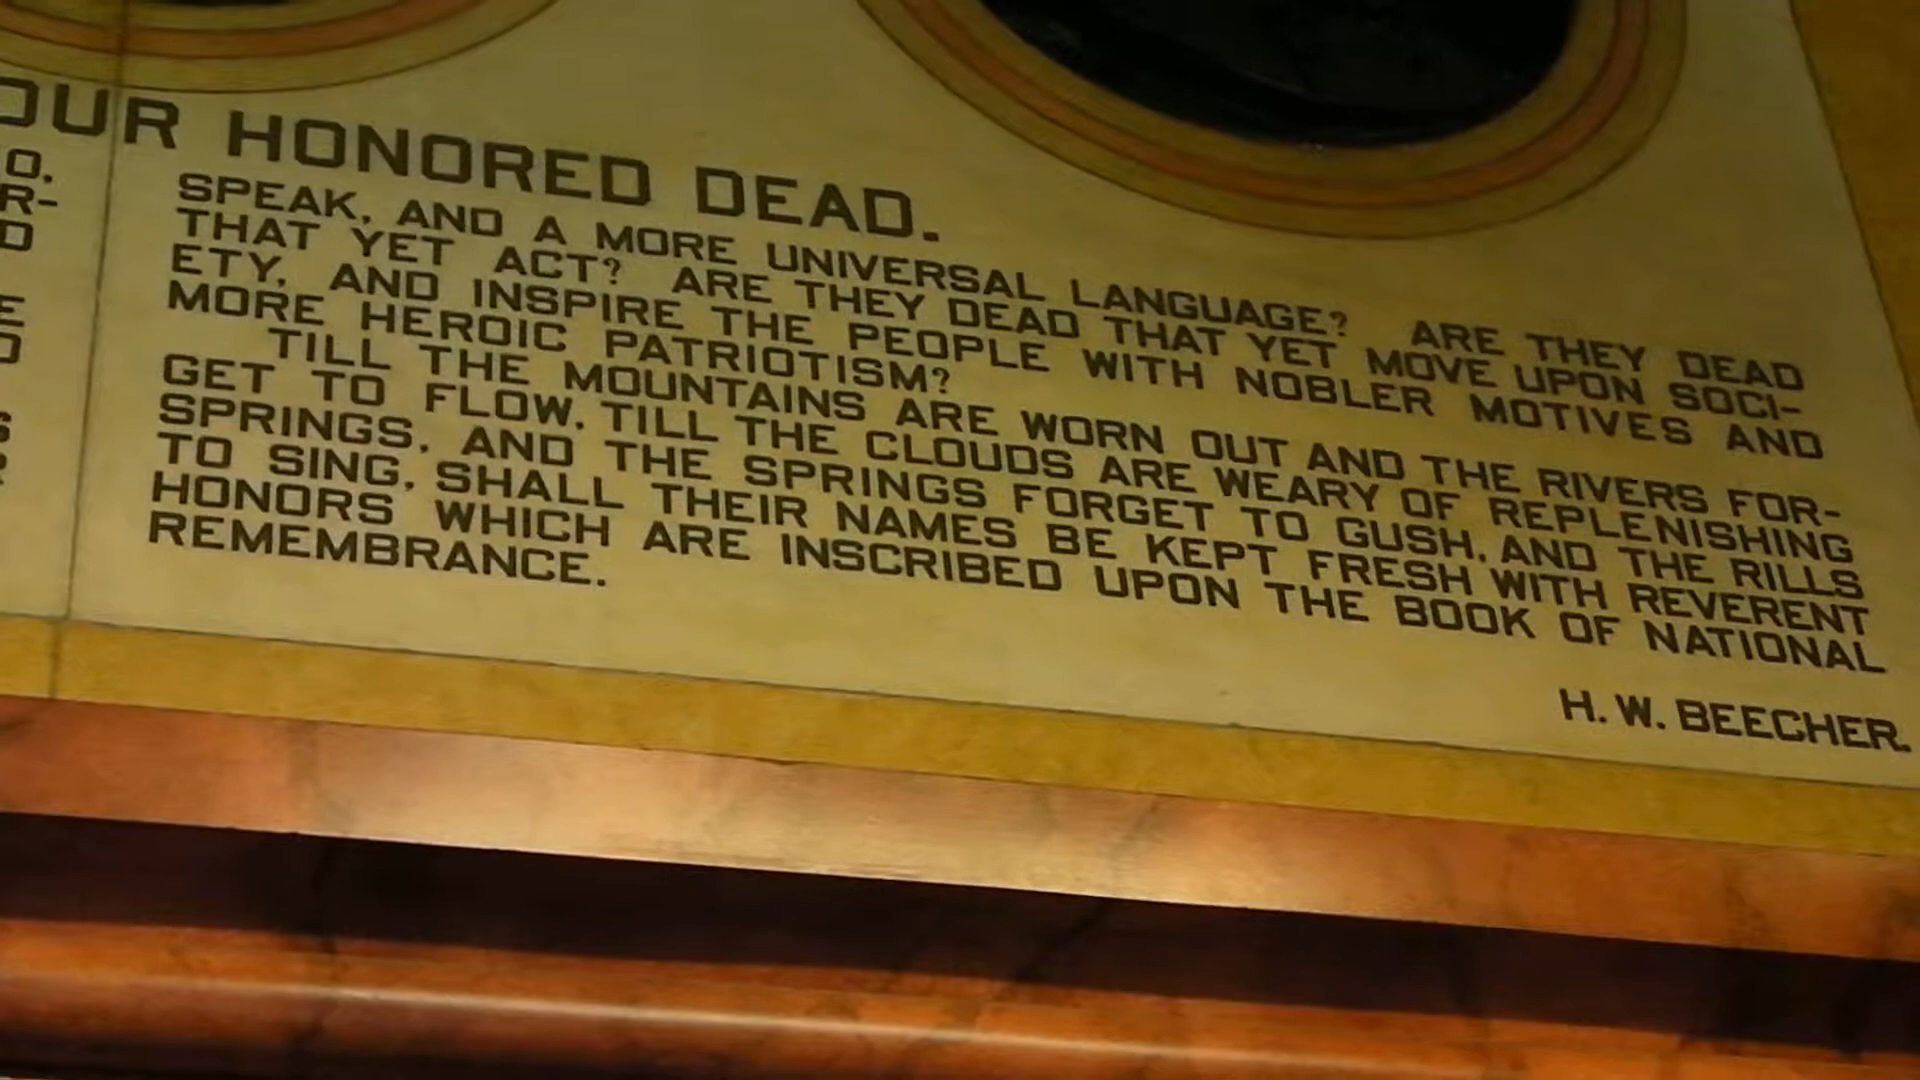 OUR HONORED DEAD.
O.
R-
D
E
D
S
SPEAK, AND A MORE UNIVERSAL LANGUAGE? ARE THEY DEAD
THAT YET ACT? ARE THEY DEAD THAT YET MOVE UPON SOCI-
ETY, AND INSPIRE THE PEOPLE WITH NOBLER MOTIVES AND
MORE HEROIC PATRIOTISM?
TILL THE MOUNTAINS ARE WORN OUT AND THE RIVERS FOR-
GET TO FLOW, TILL THE CLOUDS ARE WEARY OF REPLENISHING
SPRINGS, AND THE SPRINGS FORGET TO GUSH, AND THE RILLS
TO SING, SHALL THEIR NAMES BE KEPT FRESH WITH REVERENT
HONORS WHICH ARE INSCRIBED UPON THE BOOK OF NATIONAL
REMEMBRANCE.
H. W. BEECHER.